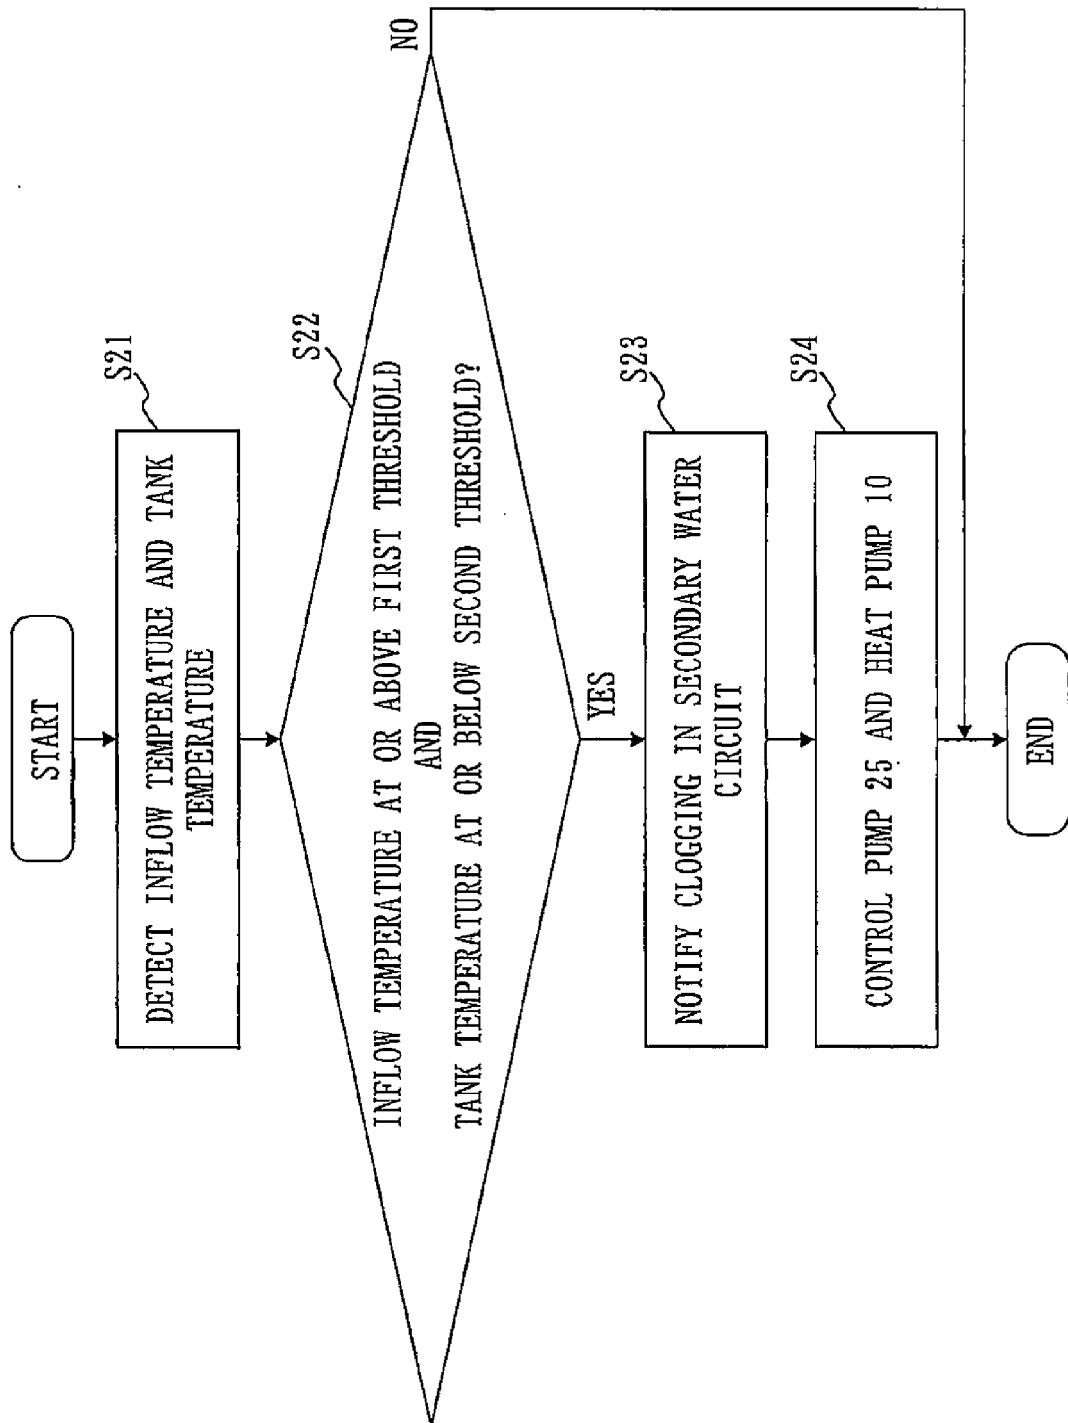 START
S21
DETECT INFLOW TEMPERATURE AND TANK
TEMPERATURE
S22
INFLOW TEMPERATURE AT OR ABOVE FIRST THRESHOLD
AND
TANK TEMPERATURE AT OR BELOW SECOND THRESHOLD?
NO
YES
S23
NOTIFY CLOGGING IN SECONDARY WATER
CIRCUIT
S24
CONTROL PUMP 25 AND HEAT PUMP 10
END